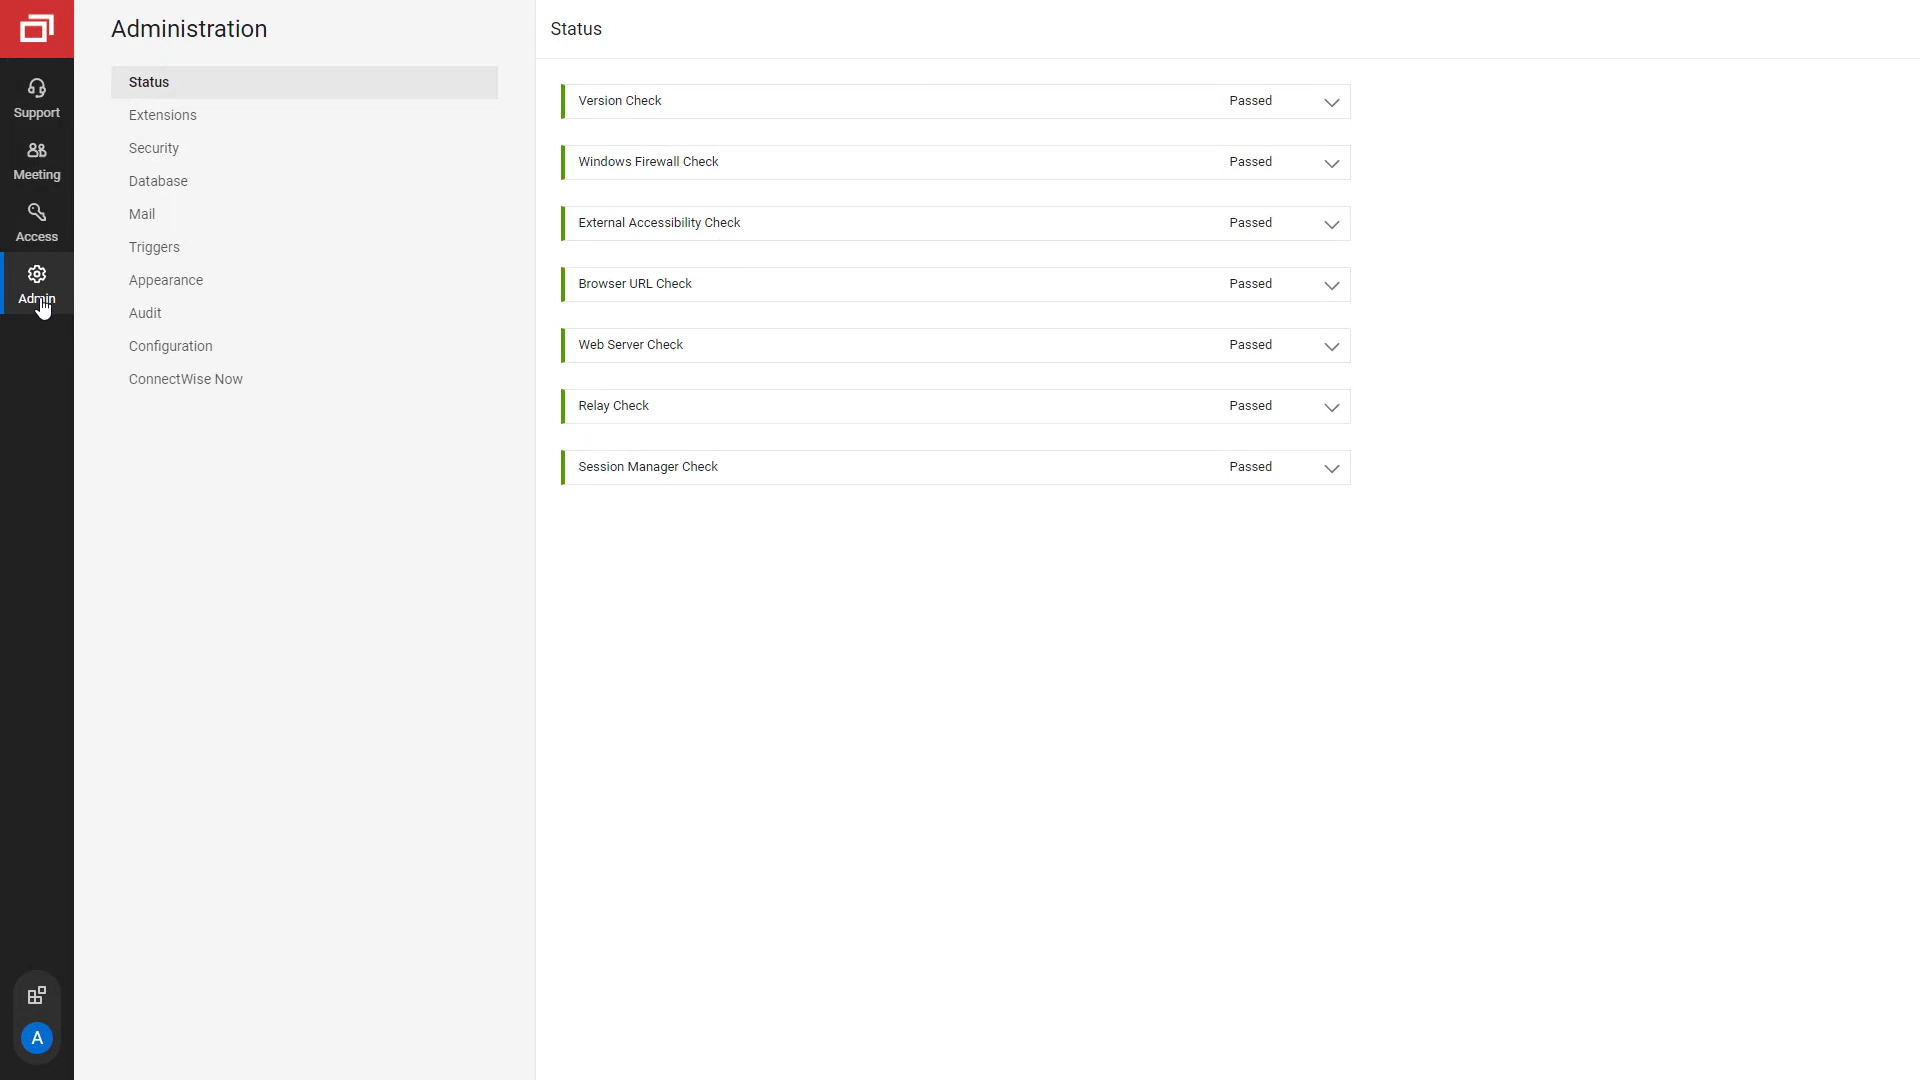 Support
Meeting
Access
Admin
A
Administration
Status
Extensions
Security
Database
Mail
Triggers
Appearance
Audit
Configuration
ConnectWise Now
Status
Version Check Passed
Windows Firewall Check Passed
External Accessibility Check Passed
Browser URL Check Passed
Web Server Check Passed
Relay Check Passed
Session Manager Check Passed